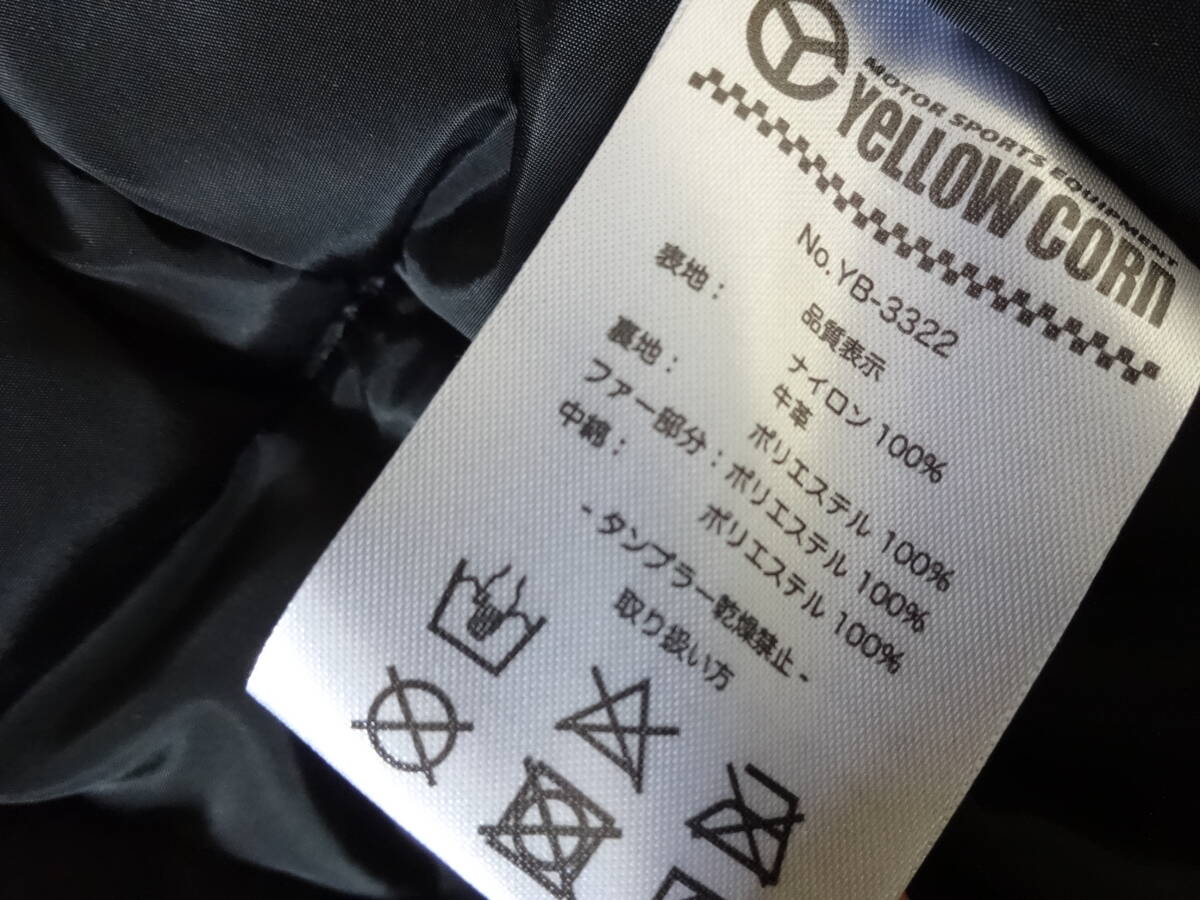 MOTOR SPORTS EQUIPMENT
YeLLOW CORn
No.YB-3322
品質表示
表地： ナイロン 100%
牛革
裏地： ポリエステル 100%
ファー部分：ポリエステル 100%
中綿： ポリエステル 100%
- タンブラー乾燥禁止 -
取り扱い方